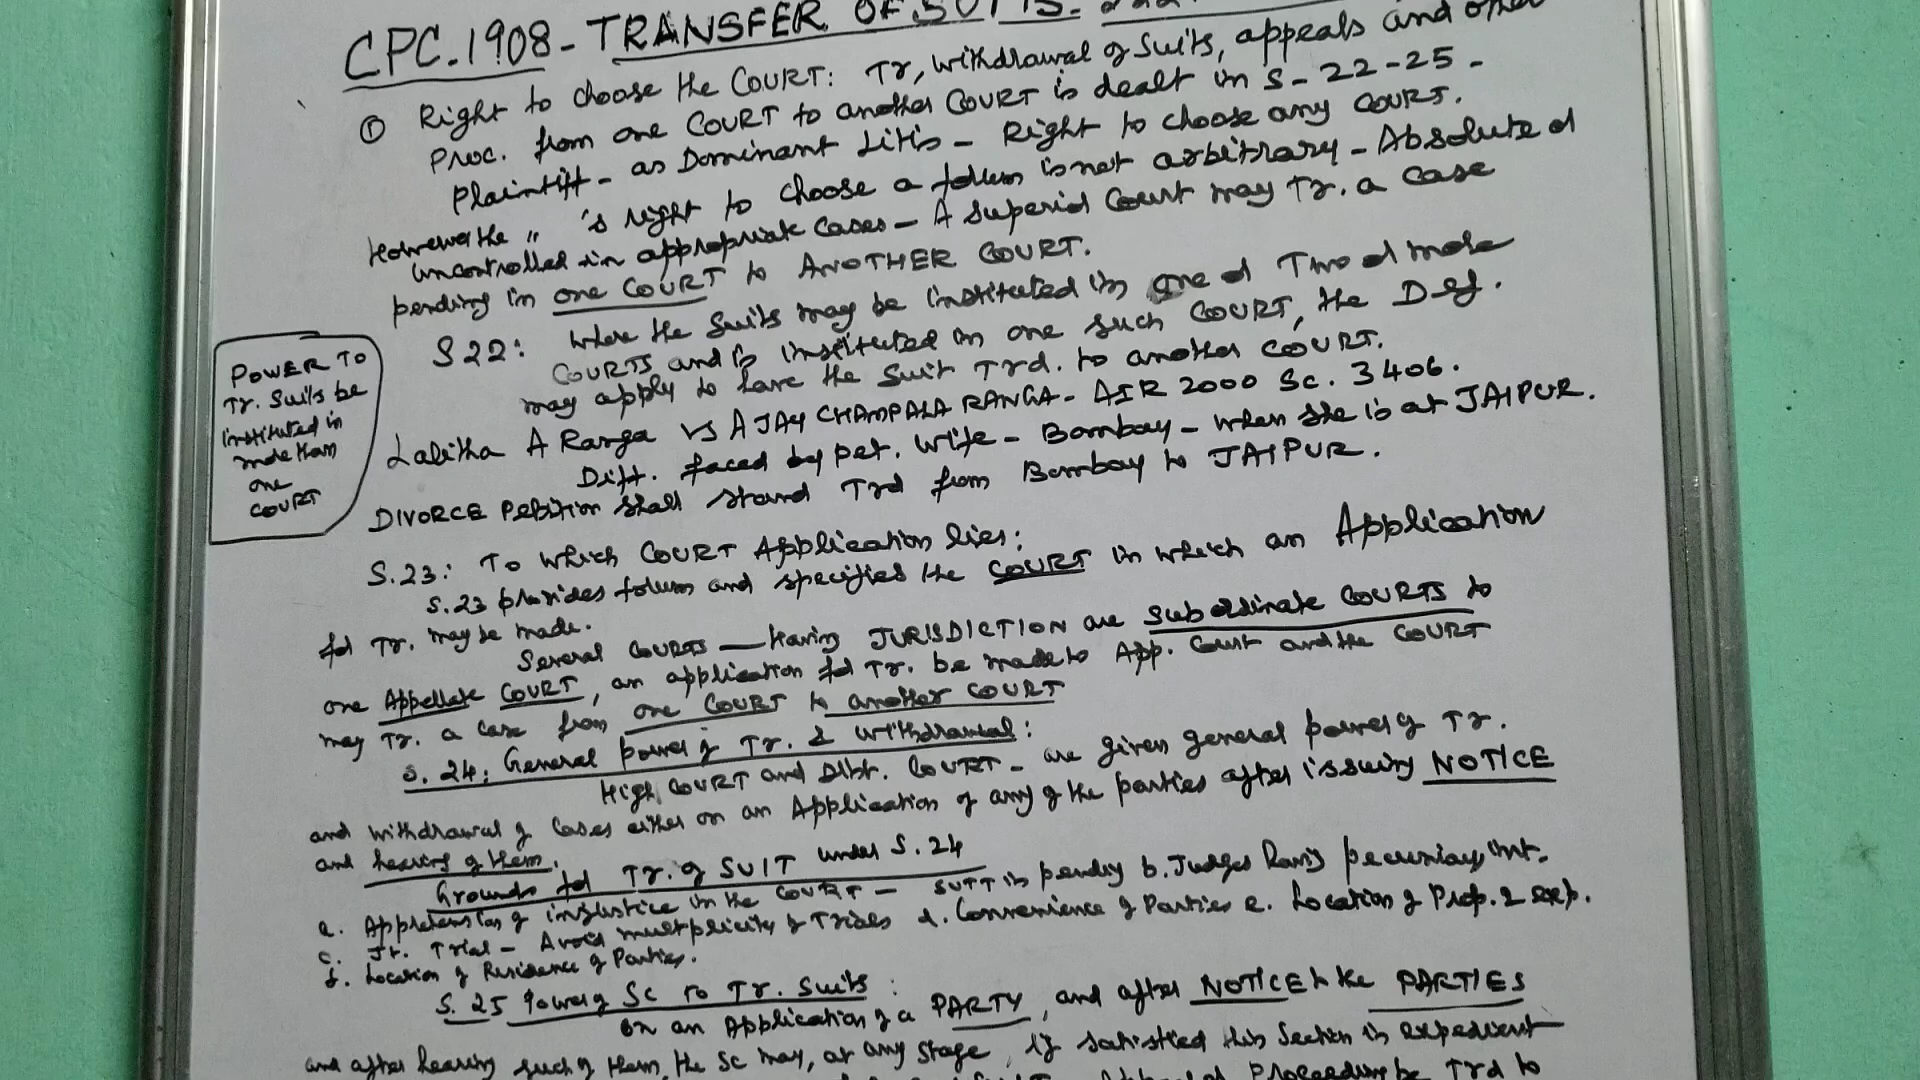 CPC.1908 - TRANSFER OF SUITS.
① Right to choose the COURT: Tr, withdrawal of Suits, appeals and other
Proc. from one COURT to another COURT is dealt in S-22-25-
Plaintiff - as Dominant Litis - Right to choose any COURT.
However the " 's right to choose a forum is not arbitrary - Absolute or
uncontrolled in appropriate cases - A Superior Court may Tr. a case
pending in one COURT to ANOTHER COURT.
S22: Where the Suits may be instituted in one of Two or more
COURTS and is instituted in one such COURT, the Def.
may apply to have the Suit Trd. to another COURT.
Lalitha A Ranga VS AJAY CHAMPALA RANGA - AIR 2000 SC. 3406.
Diff. faced by pet. wife - Bombay - when she is at JAIPUR.
DIVORCE Petition shall stand Trd from Bombay to JAIPUR.
POWER TO
Tr. Suits be
instituted in
more than
one
COURT
S.23: To which COURT Application lies:
S.23 provides forum and specifies the COURT in which an Application
for Tr. may be made.
Several COURTS — Having JURISDICTION are Subordinate COURTS to
one Appellate COURT, an application for Tr. be made to App. Court and the COURT
may Tr. a case from one COURT to another COURT
S. 24: General power of Tr. & withdrawal:
High COURT and Dist. COURT - are given general power of Tr.
and withdrawal of Cases either on an Application of any of the parties after issuing NOTICE
and hearing of them.
Grounds for Tr. of SUIT under S.24
a. Apprehension of injustice in the COURT - SUIT is pending b. Judges having pecuniary int.
c. Jt. Trial - Avoid multiplicity of Trials d. Convenience of Parties e. Location of Prop. & exp.
f. Location of Residence of Parties.
S. 25 Power of SC to Tr. Suits:
On an Application of a PARTY, and after NOTICE to the PARTIES
and after hearing such of them, the SC may, at any stage, if satisfied this Section is expedient
Proceeding be Trd to